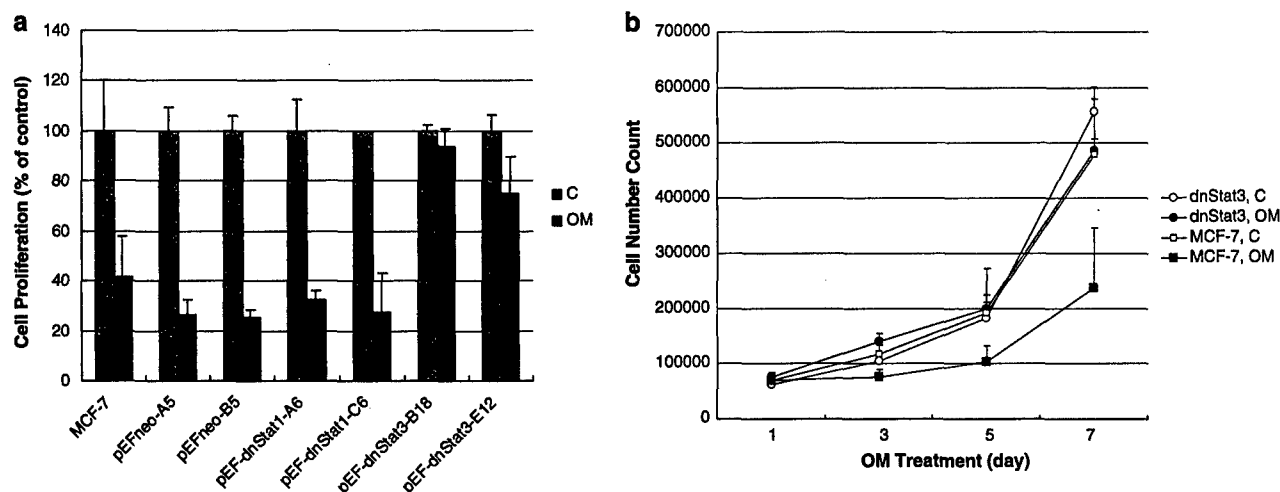 a
Cell Proliferation (% of control)
140
120
100
80
60
40
20
0
MCF-7
pEFneo-A5
pEFneo-B5
pEF-dnStat1-A6
pEF-dnStat1-C6
pEF-dnStat3-B18
pEF-dnStat3-E12
C
OM
b
Cell Number Count
700000
600000
500000
400000
300000
200000
100000
0
1
3
5
7
OM Treatment (day)
dnStat3, C
dnStat3, OM
MCF-7, C
MCF-7, OM